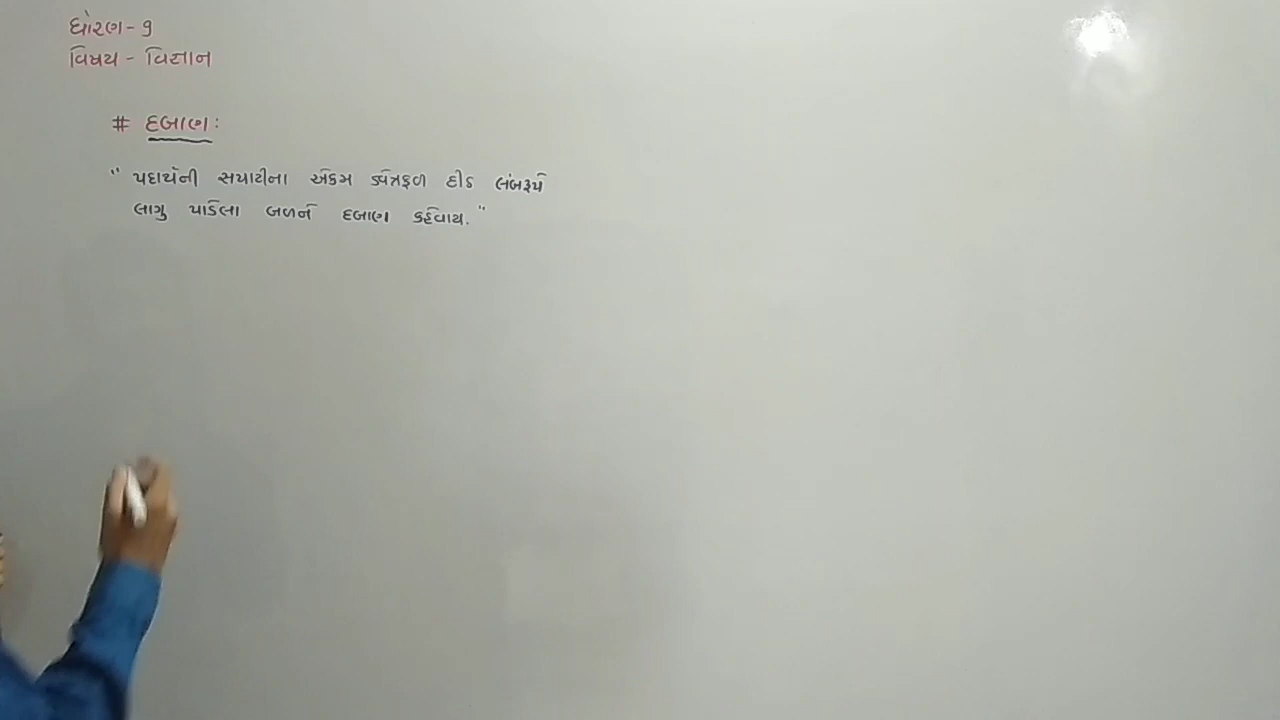 ધોરણ - 9
વિષય - વિજ્ઞાન
# દબાણ:
" પદાર્થની સપાટીના એકમ ક્ષેત્રફળ દીઠ લંબરૂપે
લાગુ પાડેલા બળને દબાણ કહેવાય. "